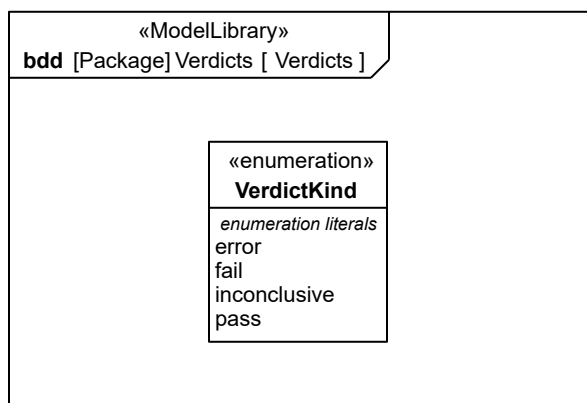 «ModelLibrary»
bdd [Package] Verdicts [ Verdicts ]
«enumeration»
VerdictKind
enumeration literals
error
fail
inconclusive
pass